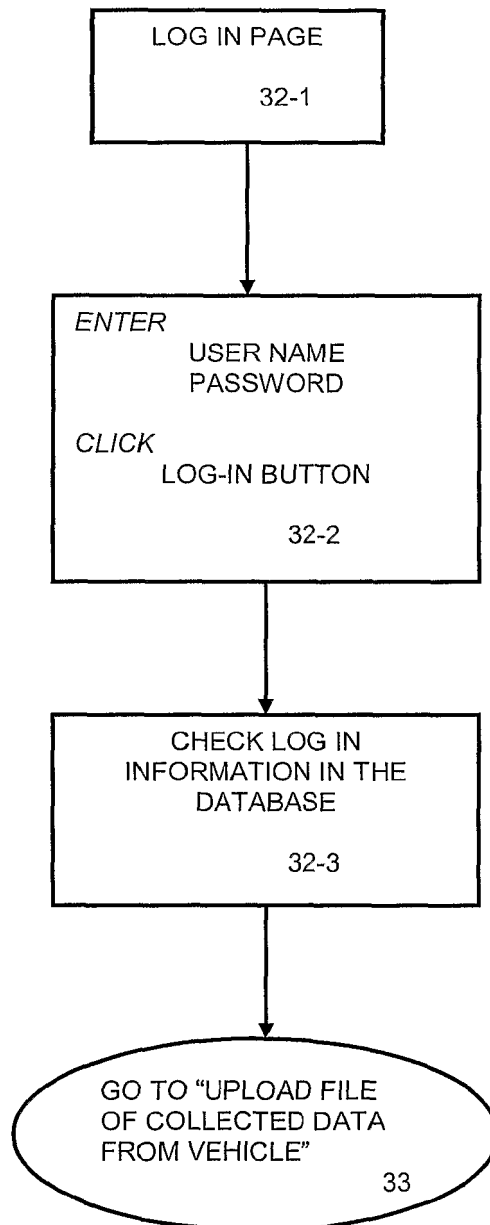 LOG IN PAGE
32-1
ENTER
USER NAME
PASSWORD
CLICK
LOG-IN BUTTON
32-2
CHECK LOG IN
INFORMATION IN THE
DATABASE
32-3
GO TO "UPLOAD FILE
OF COLLECTED DATA
FROM VEHICLE"
33